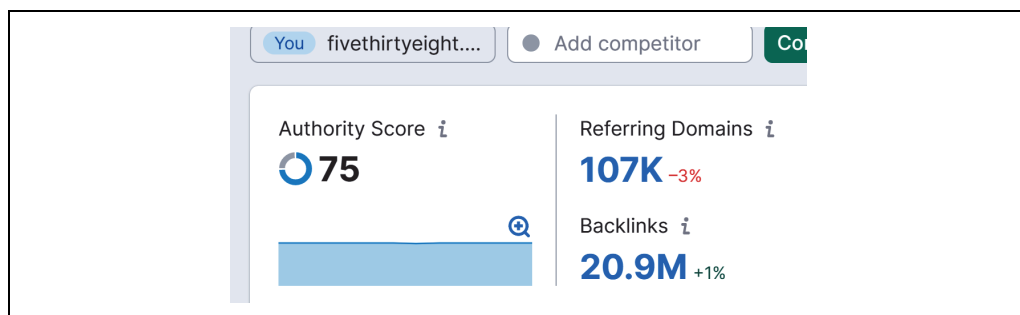 You fivethirtyeight.... Add competitor
Authority Score i Referring Domains i
75 107K −3%
Backlinks i
20.9M +1%